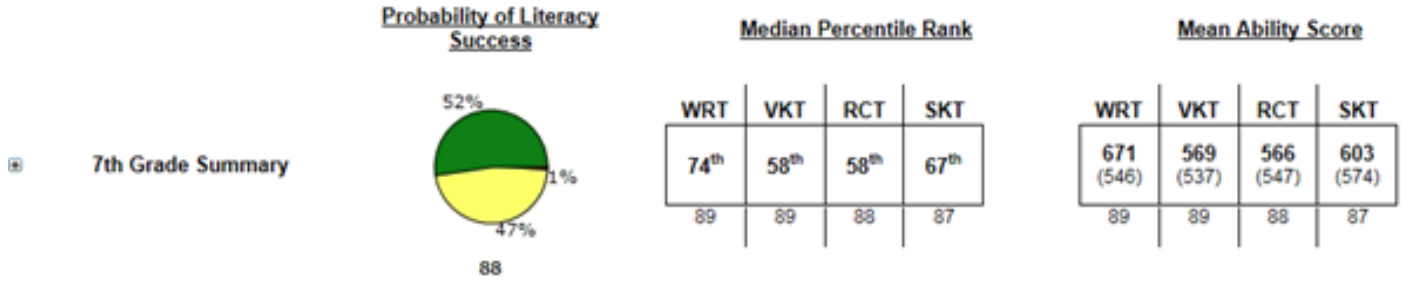 Probability of Literacy
Success
Median Percentile Rank
Mean Ability Score
52%
1%
47%
88
7th Grade Summary
WRT VKT RCT SKT
74th 58th 58th 67th
89 89 88 87
WRT VKT RCT SKT
671 569 566 603
(546) (537) (547) (574)
89 89 88 87